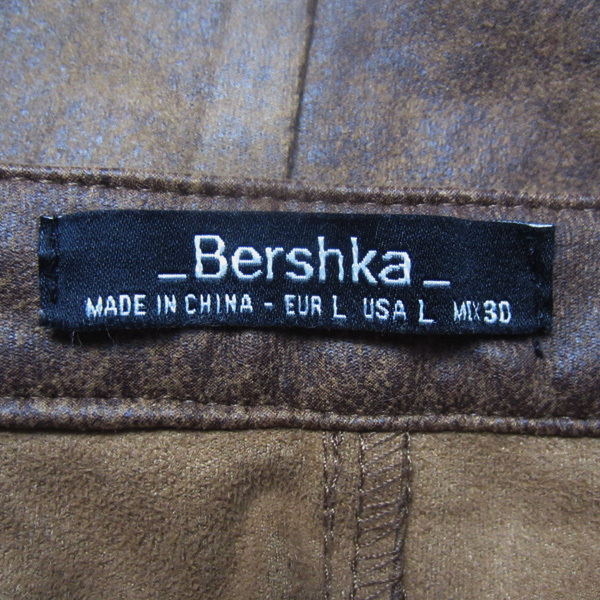 _Bershka_
MADE IN CHINA - EUR L USA L MIX 30